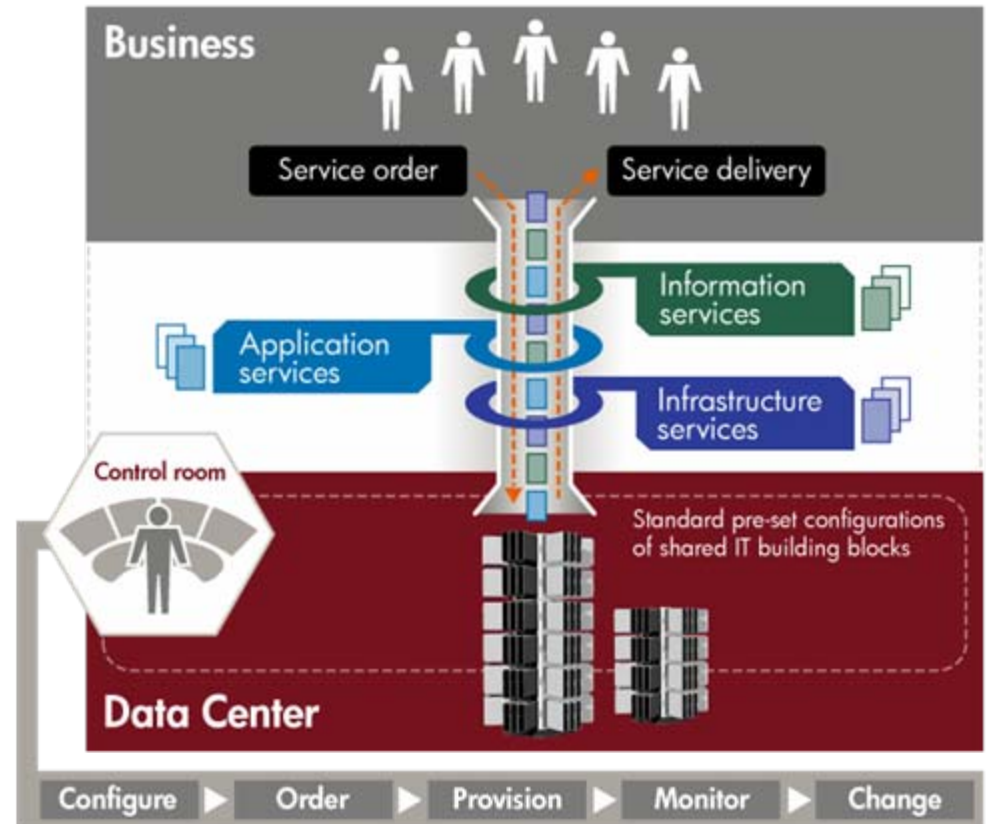 Business
Service order
Service delivery
Information
services
Application
services
Infrastructure
services
Control room
Standard pre-set configurations
of shared IT building blocks
Data Center
Configure
Order
Provision
Monitor
Change